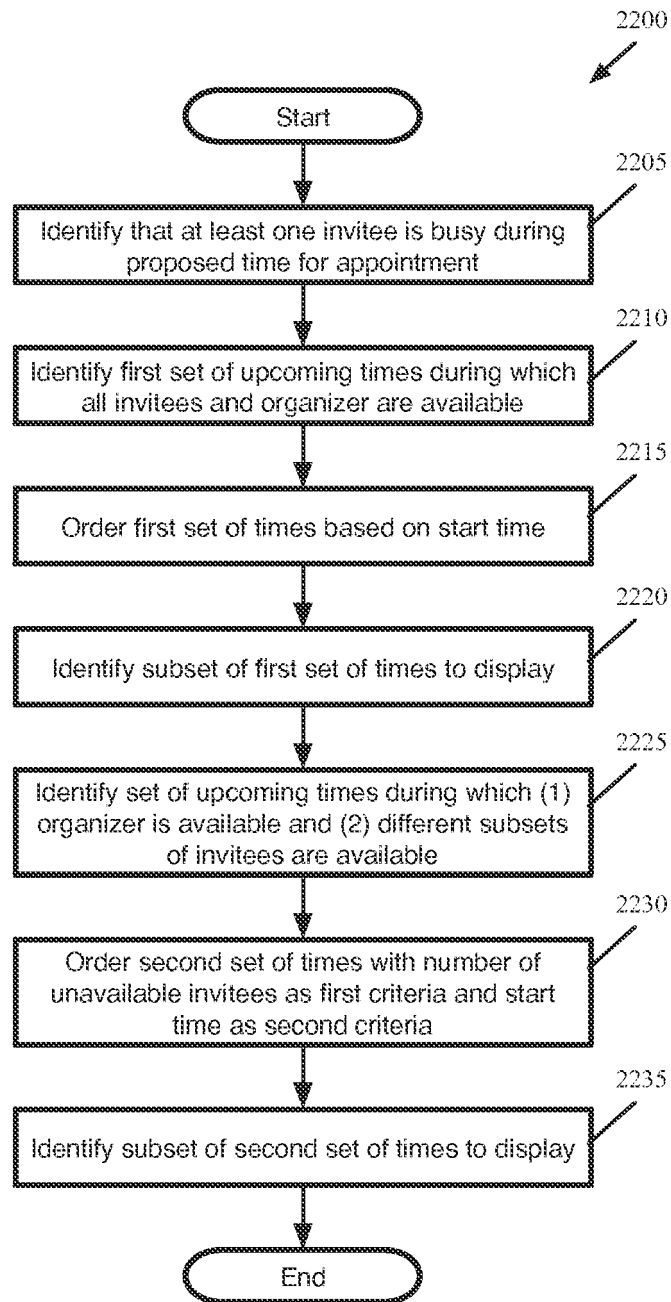 2200
Start
2205
Identify that at least one invitee is busy during
proposed time for appointment
2210
Identify first set of upcoming times during which
all invitees and organizer are available
2215
Order first set of times based on start time
2220
Identify subset of first set of times to display
2225
Identify set of upcoming times during which (1)
organizer is available and (2) different subsets
of invitees are available
2230
Order second set of times with number of
unavailable invitees as first criteria and start
time as second criteria
2235
Identify subset of second set of times to display
End